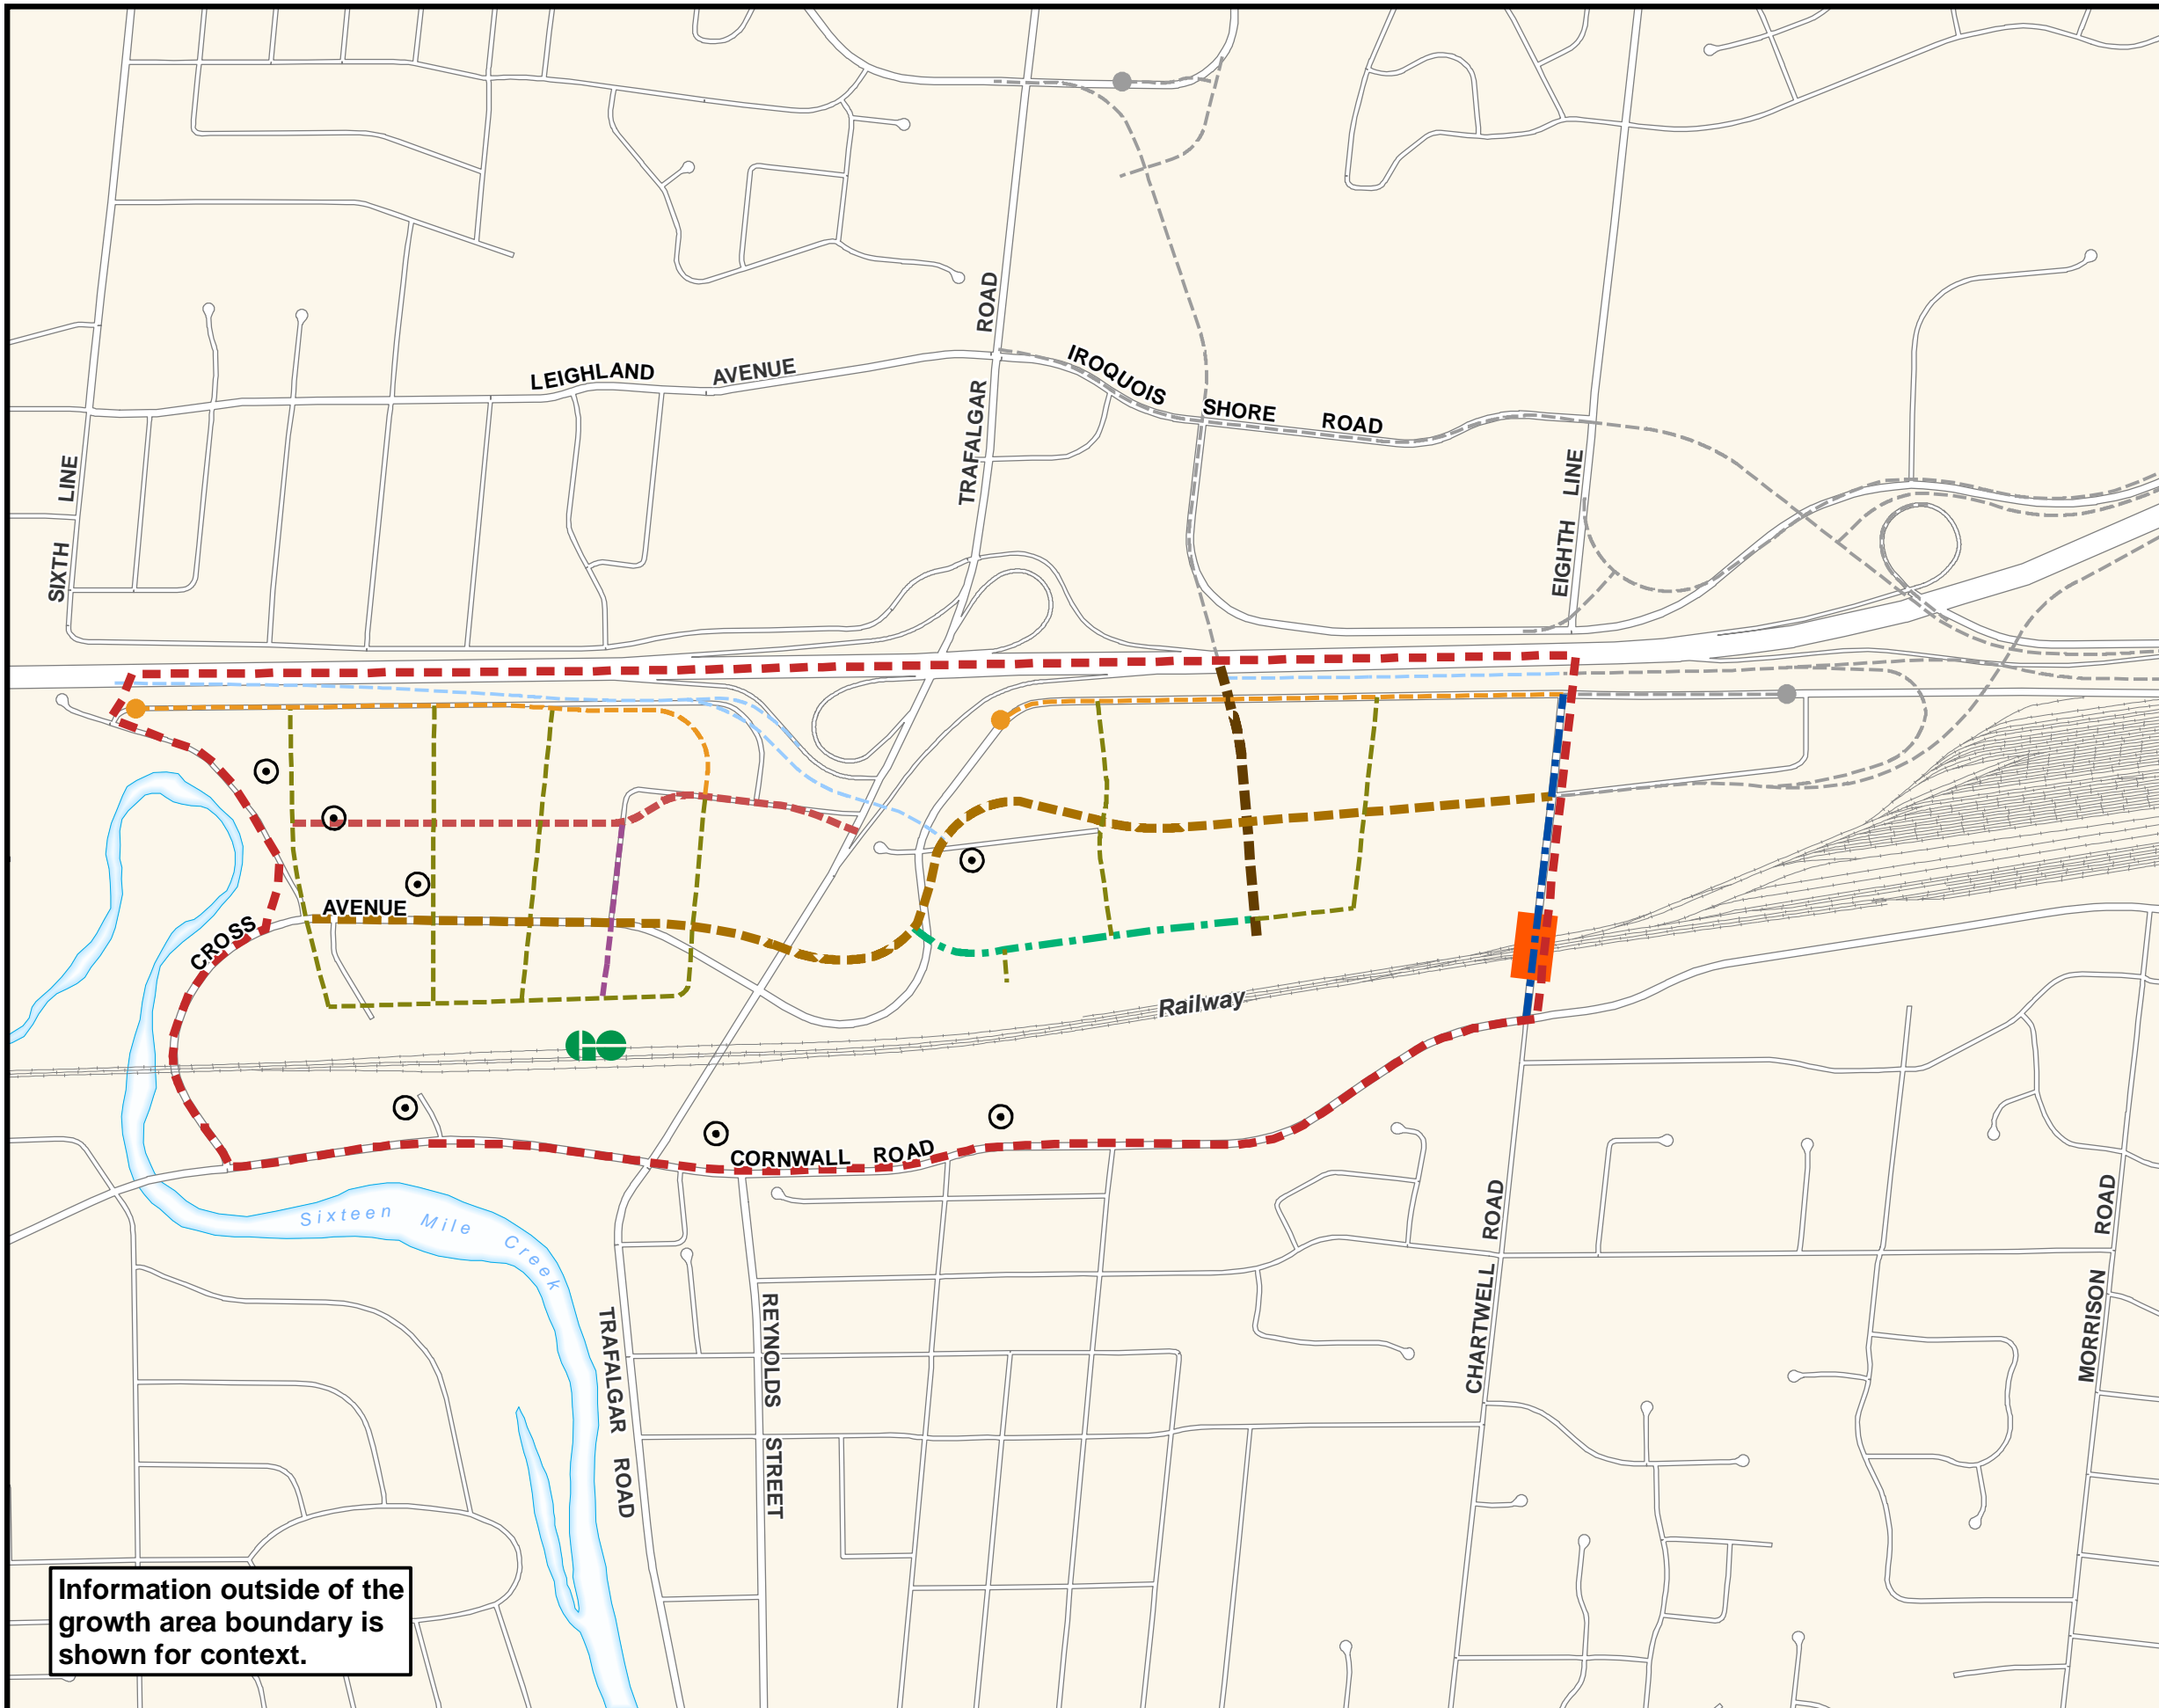 ROAD
TRAFALGAR
LEIGHLAND AVENUE
IROQUOIS SHORE ROAD
SIXTH LINE
EIGHTH LINE
CROSS AVENUE
Railway
GO
CORNWALL ROAD
Sixteen Mile Creek
TRAFALGAR ROAD
REYNOLDS STREET
CHARTWELL ROAD
MORRISON ROAD
Information outside of the
growth area boundary is
shown for context.